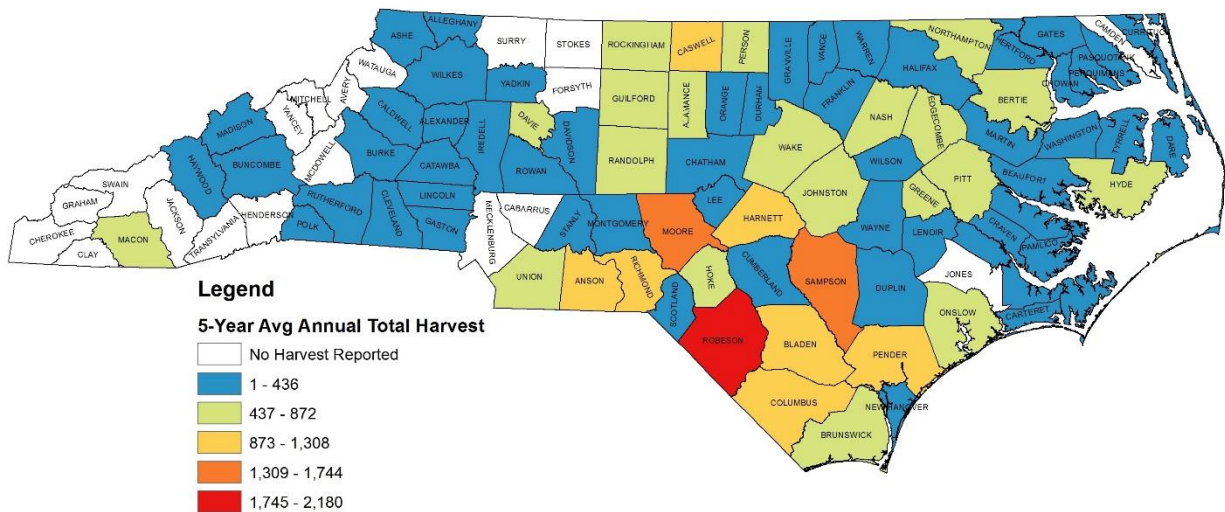 ALLEGHANY
ASHE
SURRY
STOKES
ROCKINGHAM
CASWELL
PERSON
GRANVILLE
VANCE
WARREN
NORTHAMPTON
HERTFORD
GATES
CAMDEN
CURRITUCK
PASQUOTANK
PERQUIMANS
CHOWAN
WATAUGA
WILKES
YADKIN
FORSYTH
GUILFORD
ALAMANCE
ORANGE
DURHAM
FRANKLIN
HALIFAX
BERTIE
MITCHELL
AVERY
YANCEY
CALDWELL
ALEXANDER
IREDELL
DAVIE
DAVIDSON
NASH
EDGECOMBE
MARTIN
WASHINGTON
TYRRELL
DARE
MADISON
HAYWOOD
BUNCOMBE
MCDOWELL
BURKE
CATAWBA
ROWAN
RANDOLPH
CHATHAM
WAKE
WILSON
PITT
BEAUFORT
HYDE
SWAIN
GRAHAM
JACKSON
RUTHERFORD
CLEVELAND
LINCOLN
GASTON
POLK
HENDERSON
TRANSYLVANIA
CHEROKEE
CLAY
MACON
MECKLENBURG
CABARRUS
STANLY
MONTGOMERY
MOORE
LEE
HARNETT
JOHNSTON
GREENE
WAYNE
LENOIR
CRAVEN
PAMLICO
UNION
ANSON
RICHMOND
HOKE
CUMBERLAND
SAMPSON
DUPLIN
JONES
ONSLOW
CARTERET
SCOTLAND
ROBESON
BLADEN
PENDER
COLUMBUS
NEW HANOVER
BRUNSWICK
Legend
5-Year Avg Annual Total Harvest
No Harvest Reported
1 - 436
437 - 872
873 - 1,308
1,309 - 1,744
1,745 - 2,180